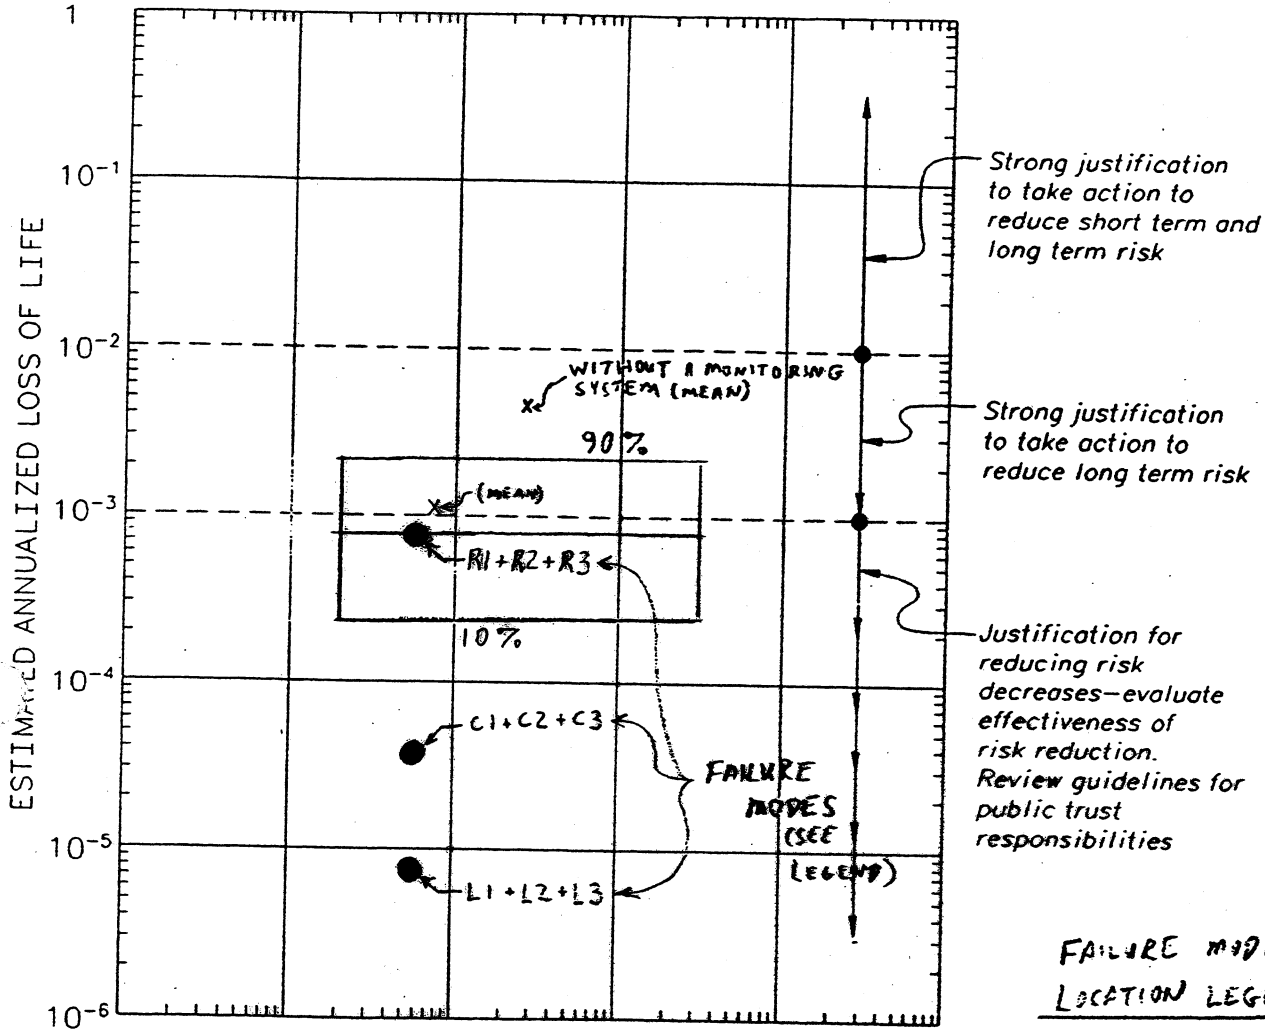 ESTIMATED ANNUALIZED LOSS OF LIFE
1
10⁻¹
10⁻²
10⁻³
10⁻⁴
10⁻⁵
10⁻⁶
WITHOUT A MONITORING
SYSTEM (MEAN)
x
90%
x
(MEAN)
R1+R2+R3
10%
C1+C2+C3
FAILURE
MODES
(SEE
LEGEND)
L1+L2+L3
Strong justification
to take action to
reduce short term and
long term risk
Strong justification
to take action to
reduce long term risk
Justification for
reducing risk
decreases—evaluate
effectiveness of
risk reduction.
Review guidelines for
public trust
responsibilities
FAILURE MOD
LOCATION LEGE